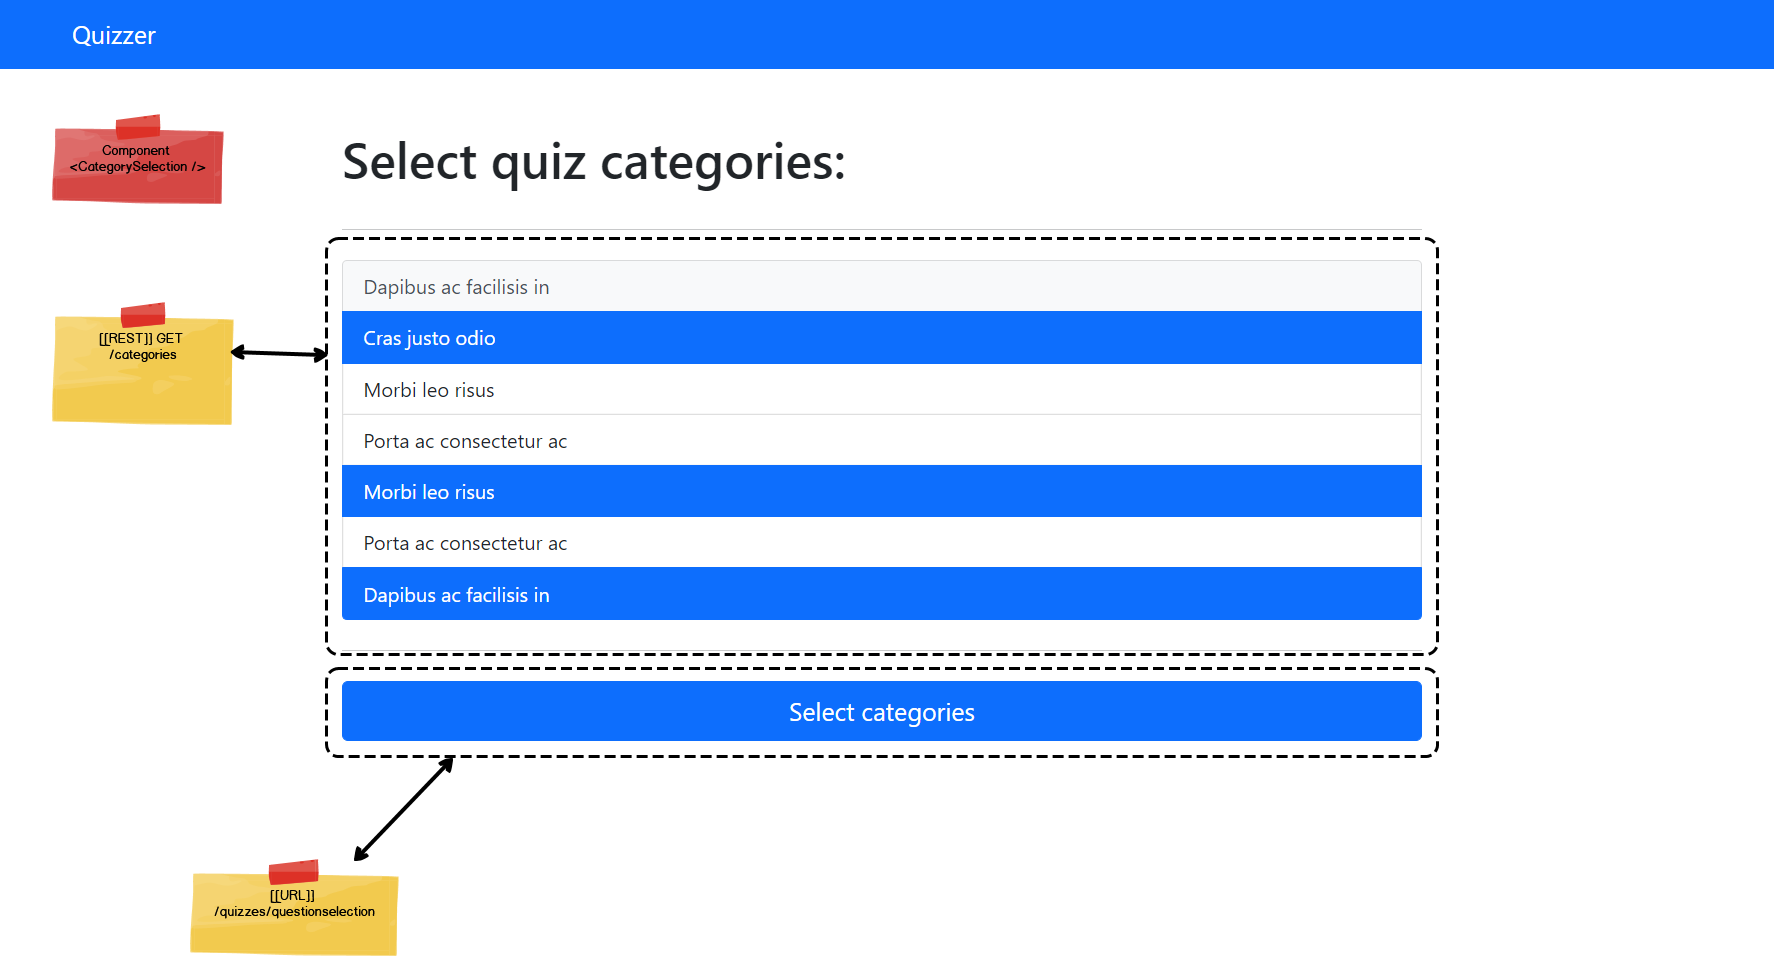 Quizzer
Component
<CategorySelection />
Select quiz categories:
Dapibus ac facilisis in
Cras justo odio
[[REST]] GET
/categories
Morbi leo risus
Porta ac consectetur ac
Morbi leo risus
Porta ac consectetur ac
Dapibus ac facilisis in
Select categories
[[URL]]
/quizzes/questionselection